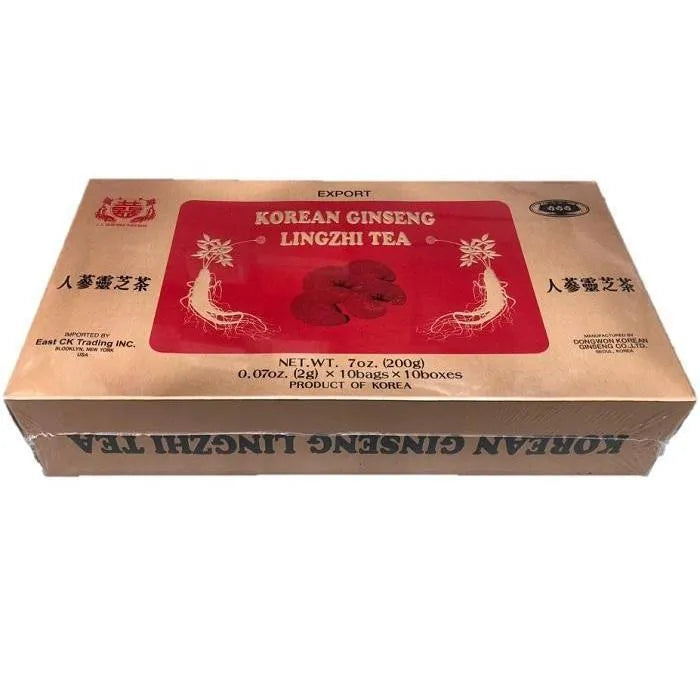 EXPORT
KOREAN GINSENG
LINGZHI TEA
人蔘靈芝茶
人蔘靈芝茶
IMPORTED BY
East CK Trading INC.
BLOOKLYN, NEW YORK
USA
MANUFACTURED BY
DONGWON KOREAN
GINSENG CO.,LTD.
SEOUL, KOREA
NET.WT. 7oz. (200g)
0.07oz. (2g) × 10bags × 10boxes
PRODUCT OF KOREA
KOREAN GINSENG LINGZHI TEA